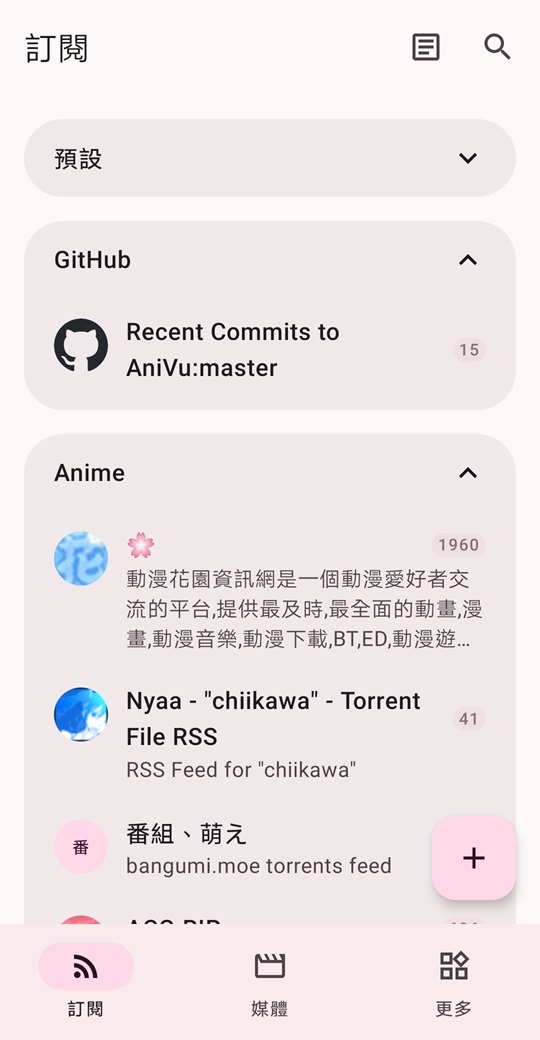 訂閱
預設
GitHub
Recent Commits to
AniVu:master
15
Anime
🌸
1960
動漫花園資訊網是一個動漫愛好者交
流的平台,提供最及時,最全面的動畫,漫
畫,動漫音樂,動漫下載,BT,ED,動漫遊...
Nyaa - "chiikawa" - Torrent
File RSS
41
RSS Feed for "chiikawa"
番
番組、萌え
bangumi.moe torrents feed
訂閱
媒體
更多